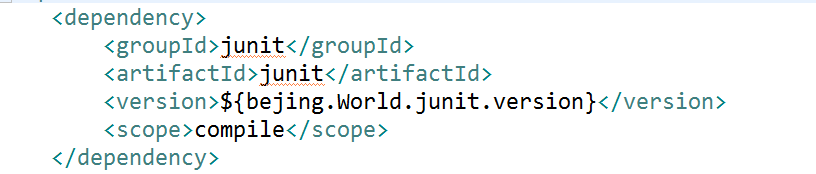 <dependency>
<groupId>junit</groupId>
<artifactId>junit</artifactId>
<version>${bejing.World.junit.version}</version>
<scope>compile</scope>
</dependency>